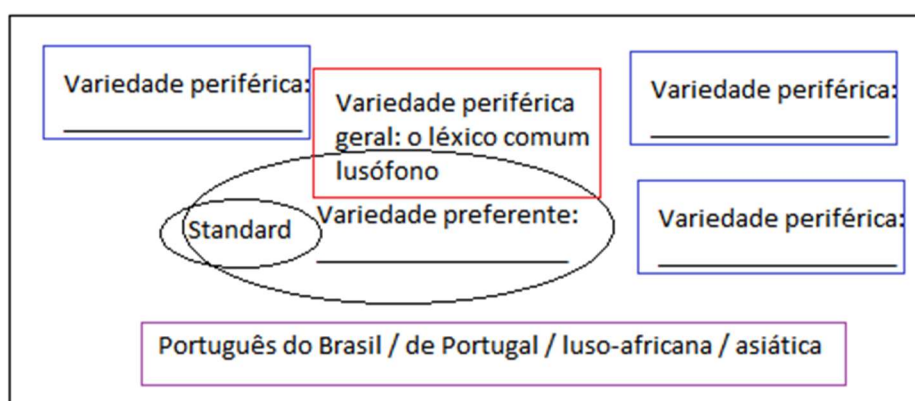 Variedade periférica:
Variedade periférica
geral: o léxico comum
lusófono
Variedade periférica:
Standard
Variedade preferente:
Variedade periférica:
Português do Brasil / de Portugal / luso-africana / asiática